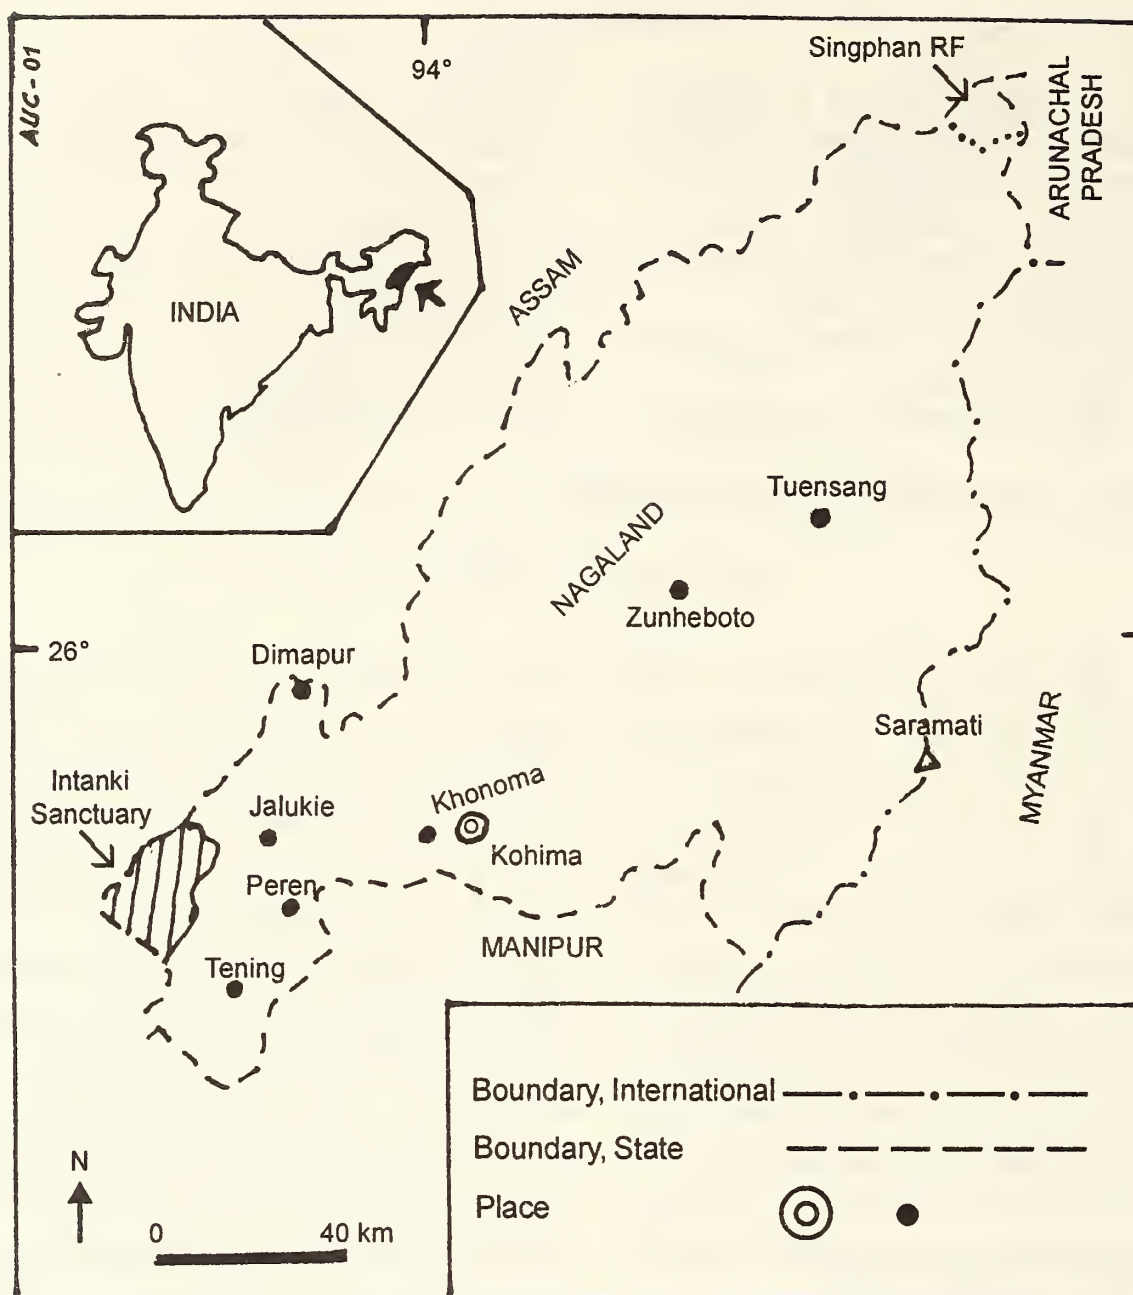 AUC-01
94°
Singphan RF
ARUNACHAL
PRADESH
ASSAM
INDIA
Tuensang
NAGALAND
Zunheboto
26°
Dimapur
Saramati
MYANMAR
Intanki
Sanctuary
Jalukie
Khonoma
Kohima
Peren
MANIPUR
Tening
Boundary, International
Boundary, State
Place
N
0 40 km